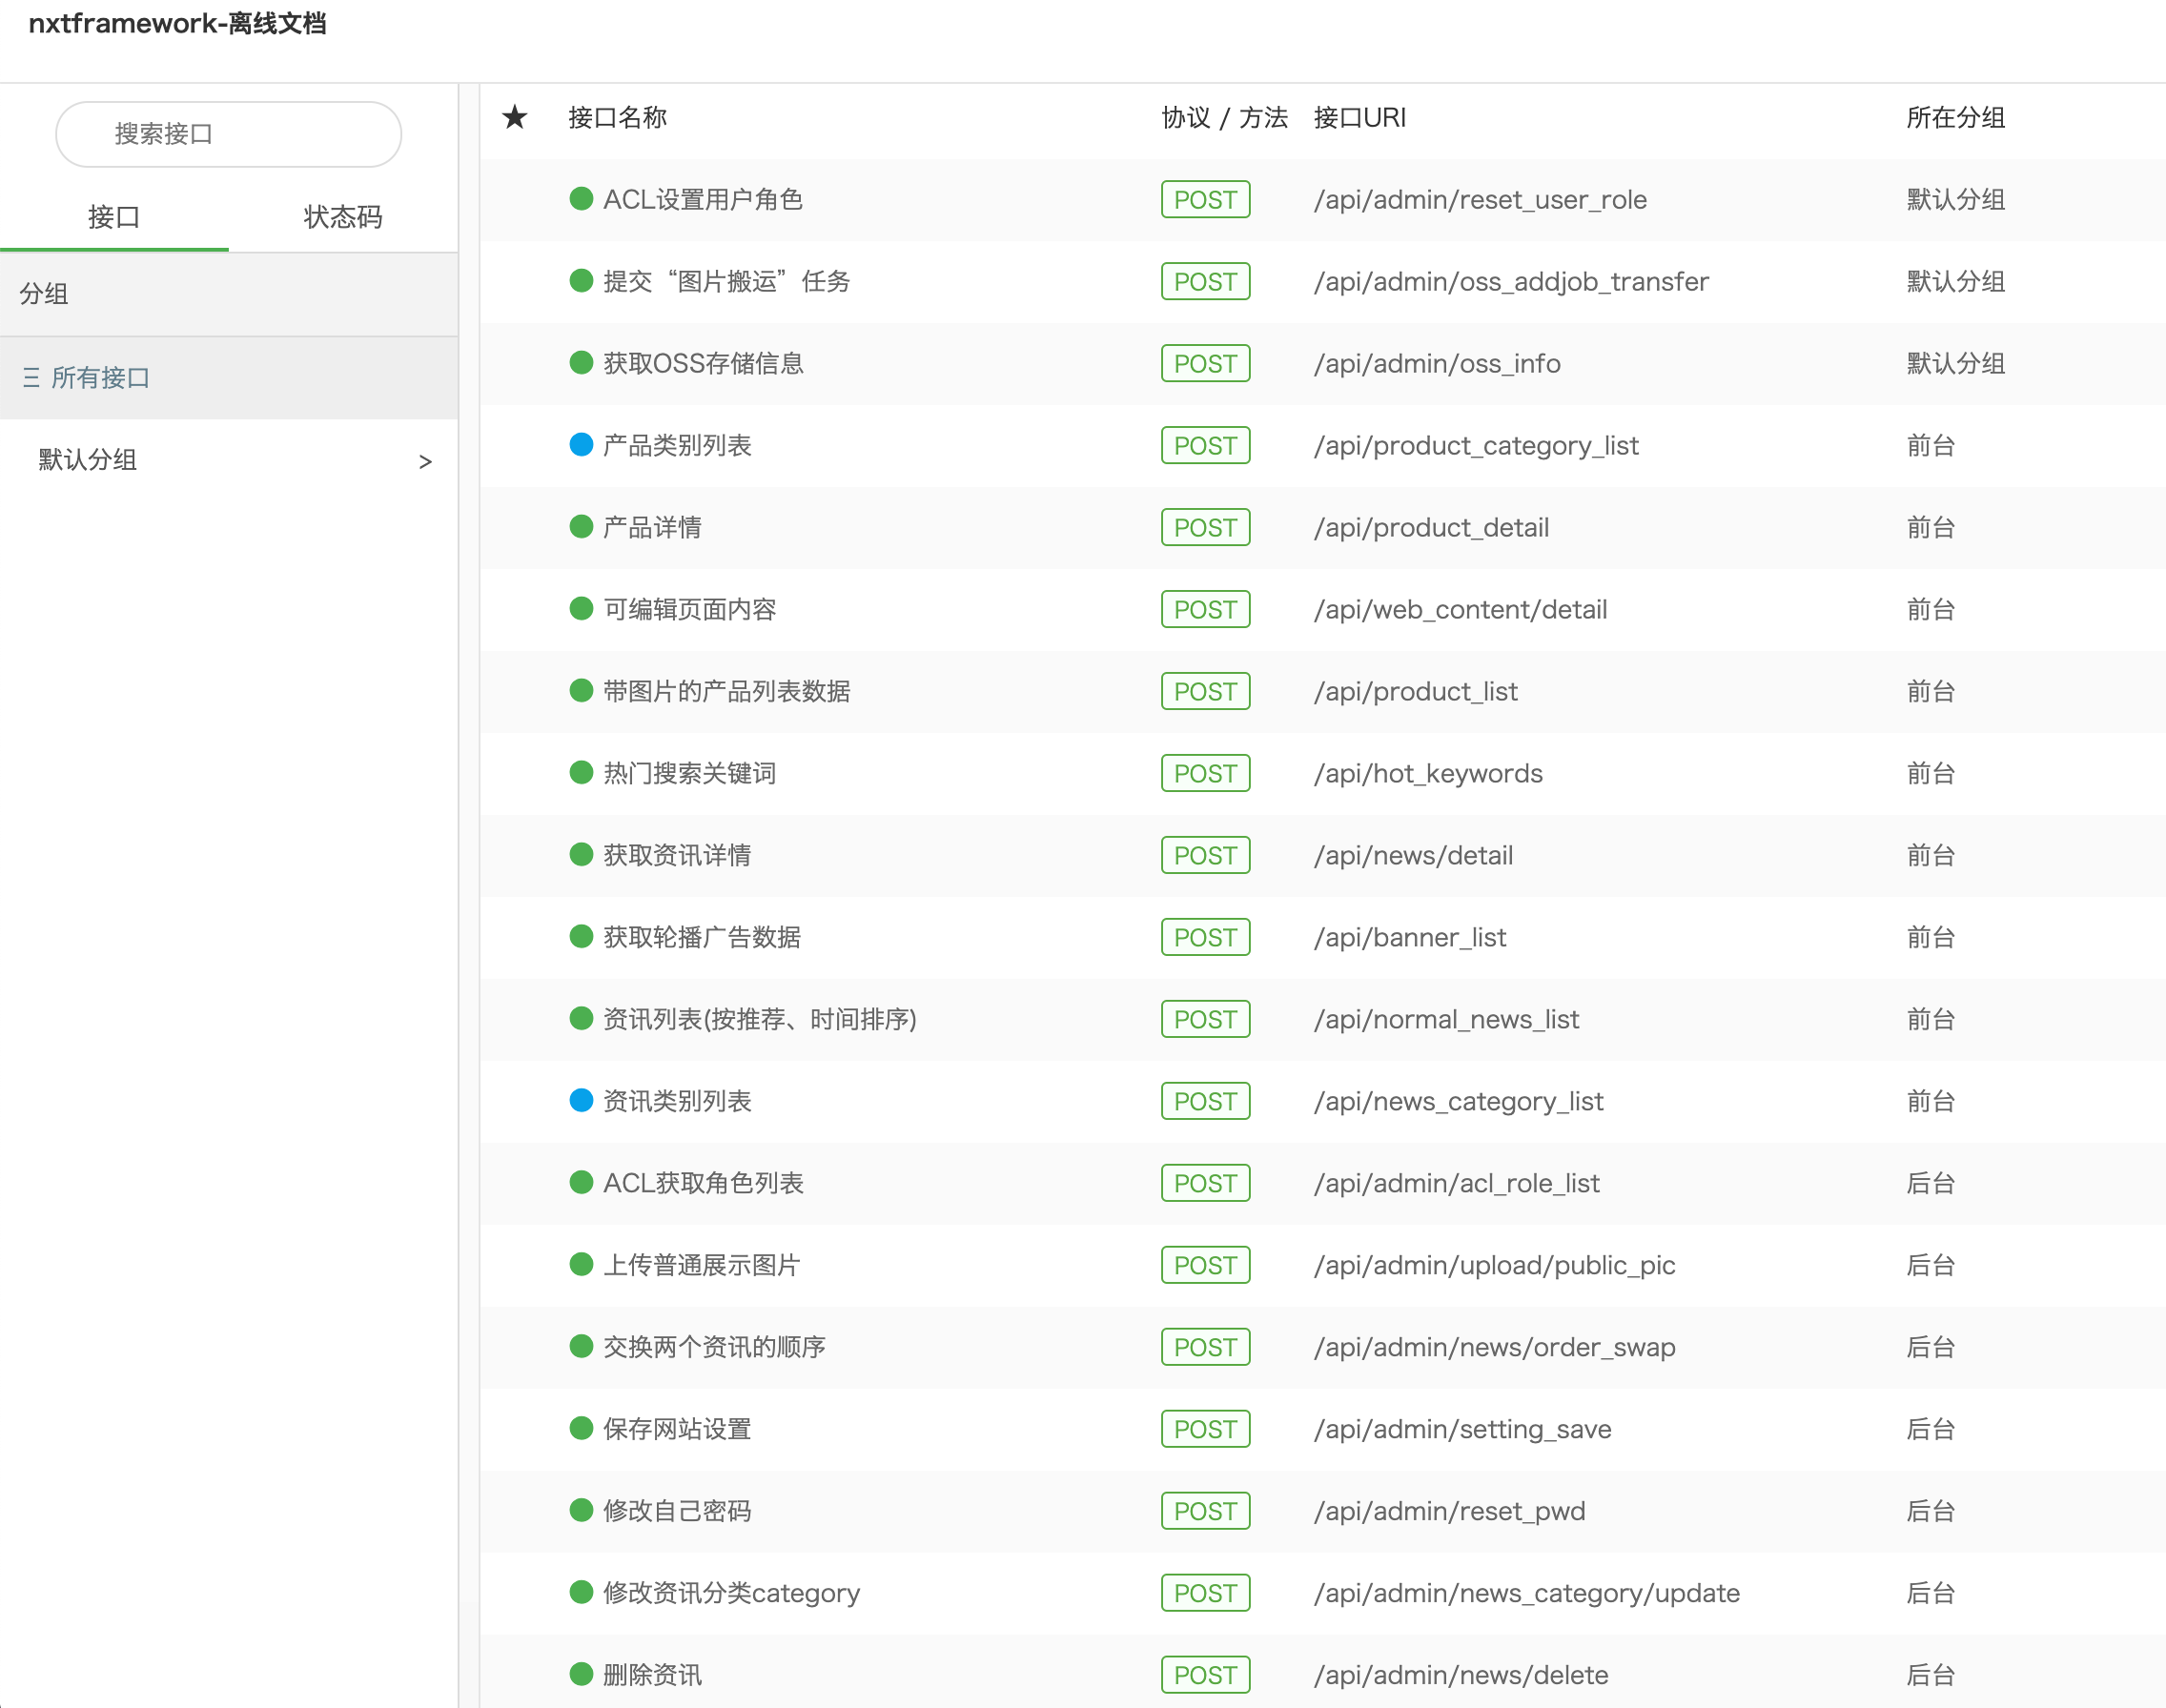 nxtframework-离线文档
搜索接口
接口 状态码
分组
所有接口
默认分组 >
★ 接口名称 协议 / 方法 接口URI 所在分组
ACL设置用户角色 POST /api/admin/reset_user_role 默认分组
提交“图片搬运”任务 POST /api/admin/oss_addjob_transfer 默认分组
获取OSS存储信息 POST /api/admin/oss_info 默认分组
产品类别列表 POST /api/product_category_list 前台
产品详情 POST /api/product_detail 前台
可编辑页面内容 POST /api/web_content/detail 前台
带图片的产品列表数据 POST /api/product_list 前台
热门搜索关键词 POST /api/hot_keywords 前台
获取资讯详情 POST /api/news/detail 前台
获取轮播广告数据 POST /api/banner_list 前台
资讯列表(按推荐、时间排序) POST /api/normal_news_list 前台
资讯类别列表 POST /api/news_category_list 前台
ACL获取角色列表 POST /api/admin/acl_role_list 后台
上传普通展示图片 POST /api/admin/upload/public_pic 后台
交换两个资讯的顺序 POST /api/admin/news/order_swap 后台
保存网站设置 POST /api/admin/setting_save 后台
修改自己密码 POST /api/admin/reset_pwd 后台
修改资讯分类category POST /api/admin/news_category/update 后台
删除资讯 POST /api/admin/news/delete 后台